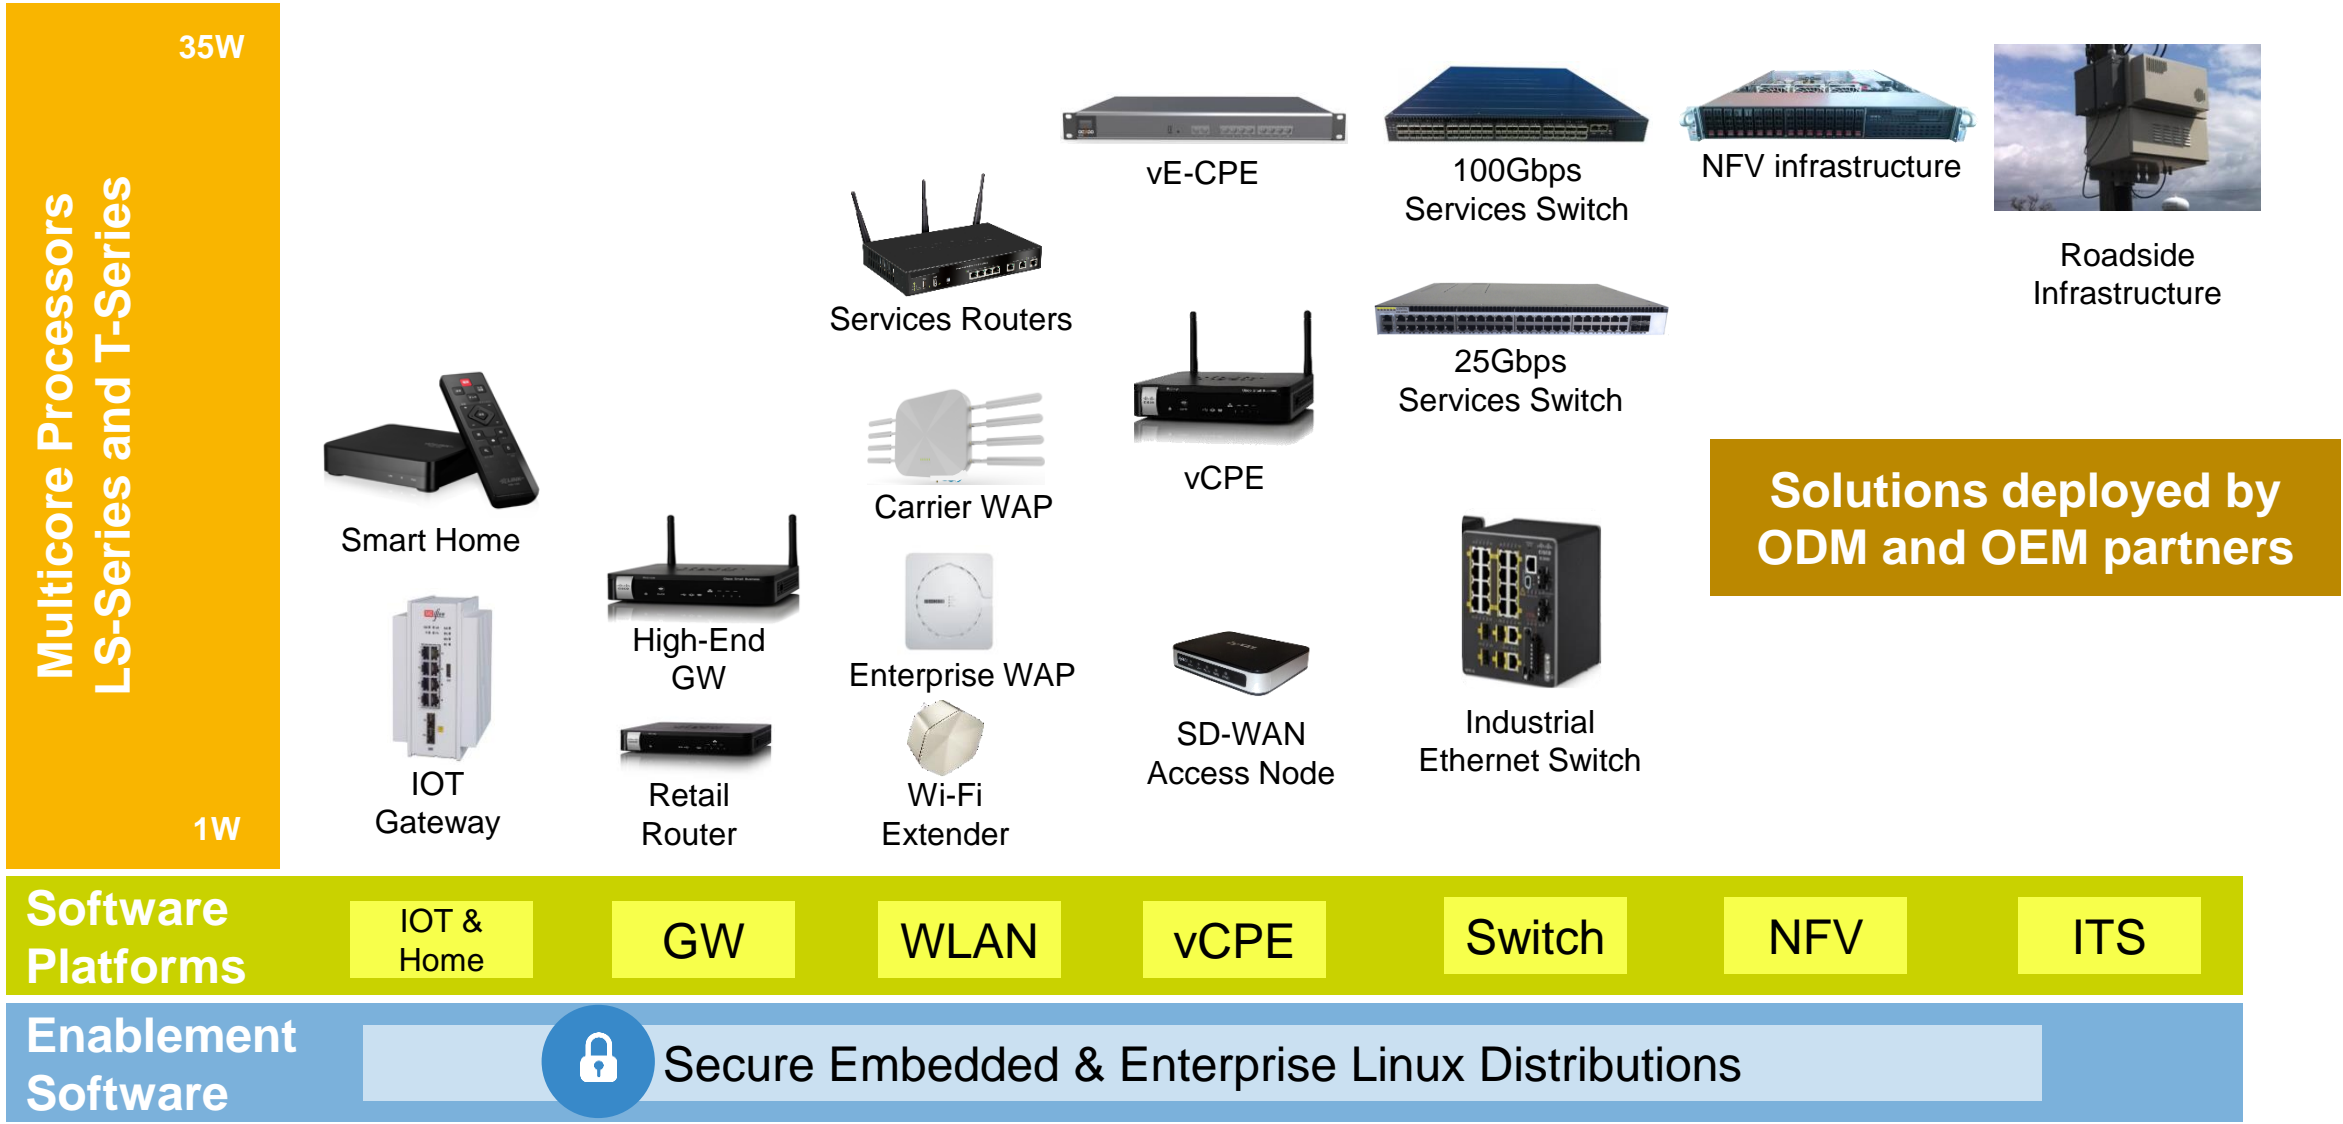 35W
Multicore Processors
LS-Series and T-Series
1W
vE-CPE
100Gbps
Services Switch
NFV infrastructure
Roadside
Infrastructure
Services Routers
25Gbps
Services Switch
Smart Home
Carrier WAP
vCPE
Solutions deployed by
ODM and OEM partners
High-End
GW
Enterprise WAP
SD-WAN
Access Node
Industrial
Ethernet Switch
IOT
Gateway
Retail
Router
Wi-Fi
Extender
Software
Platforms
IOT &
Home
GW
WLAN
vCPE
Switch
NFV
ITS
Enablement
Software
Secure Embedded & Enterprise Linux Distributions